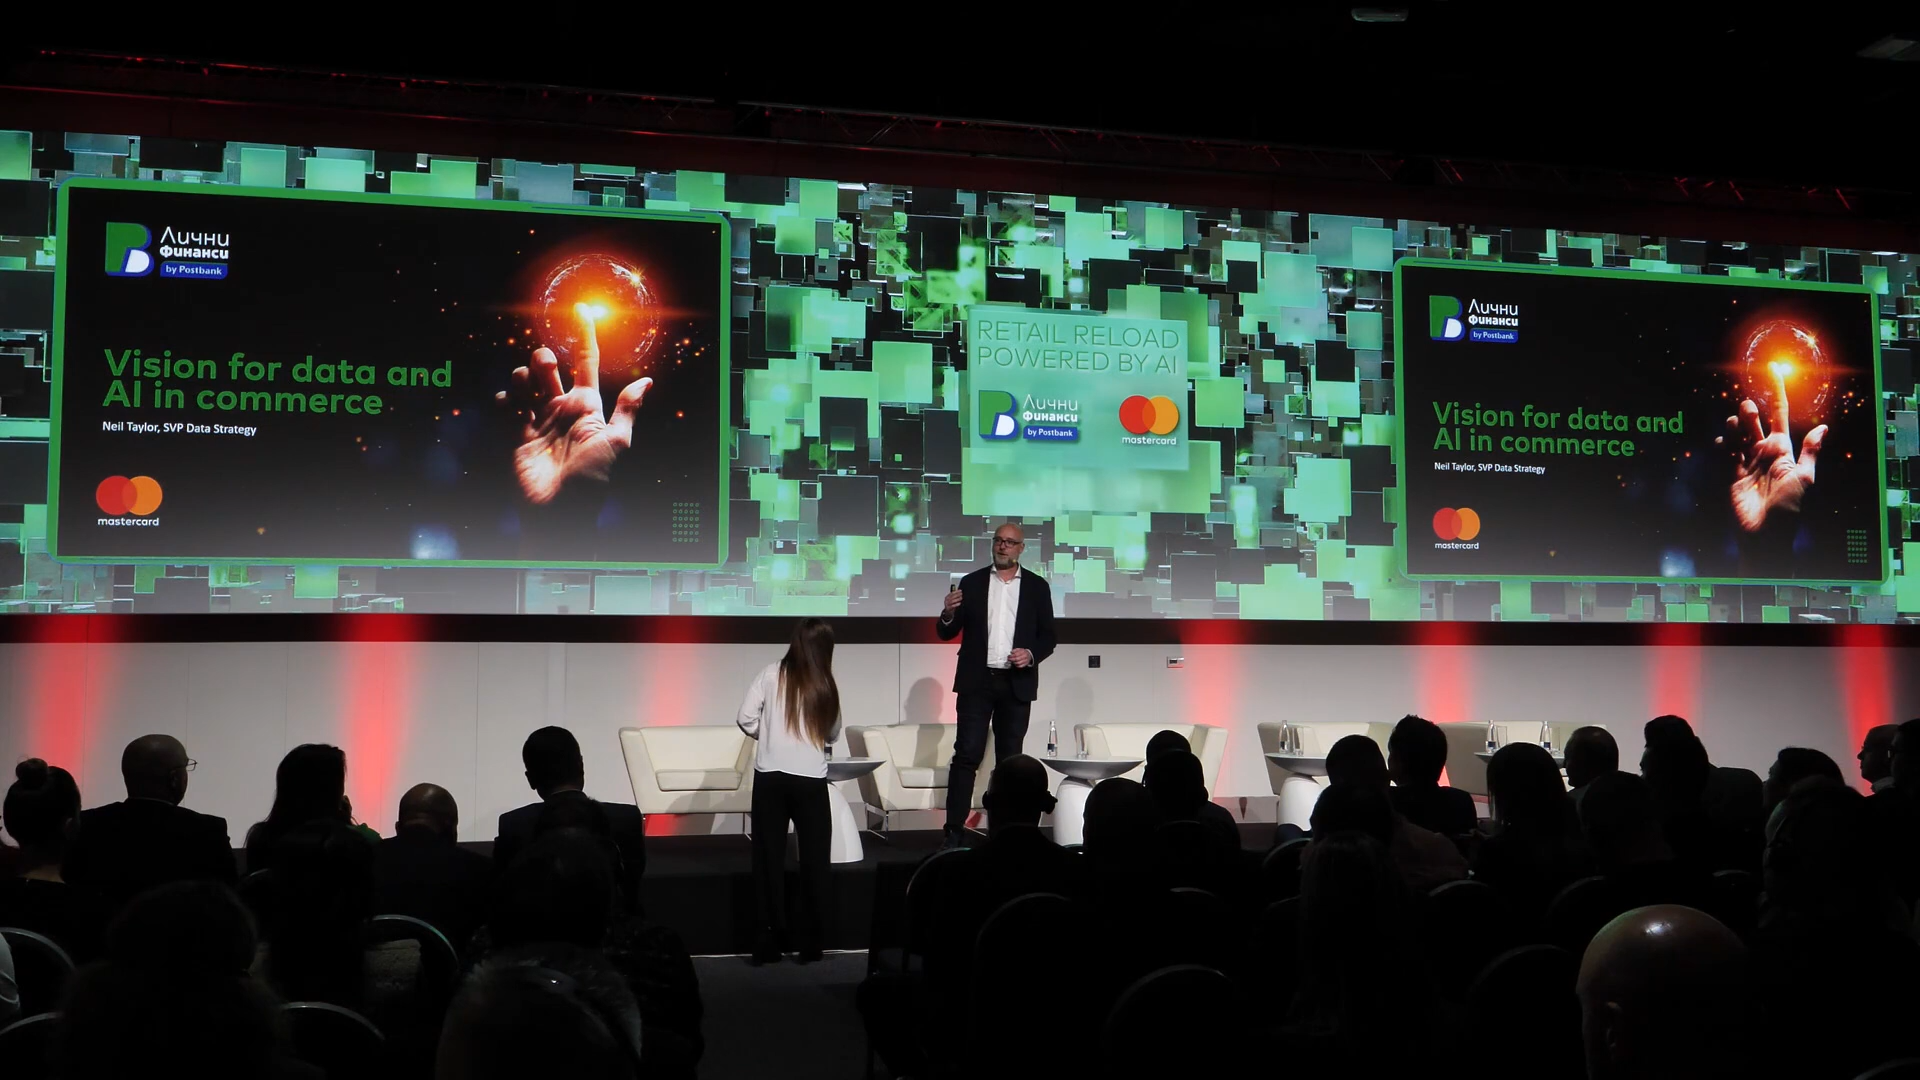 Лични
Финанси
by Postbank
Vision for data and
AI in commerce
Neil Taylor, SVP Data Strategy
mastercard
RETAIL RELOAD
POWERED BY AI
Лични
Финанси
by Postbank
mastercard
Лични
Финанси
by Postbank
Vision for data and
AI in commerce
Neil Taylor, SVP Data Strategy
mastercard